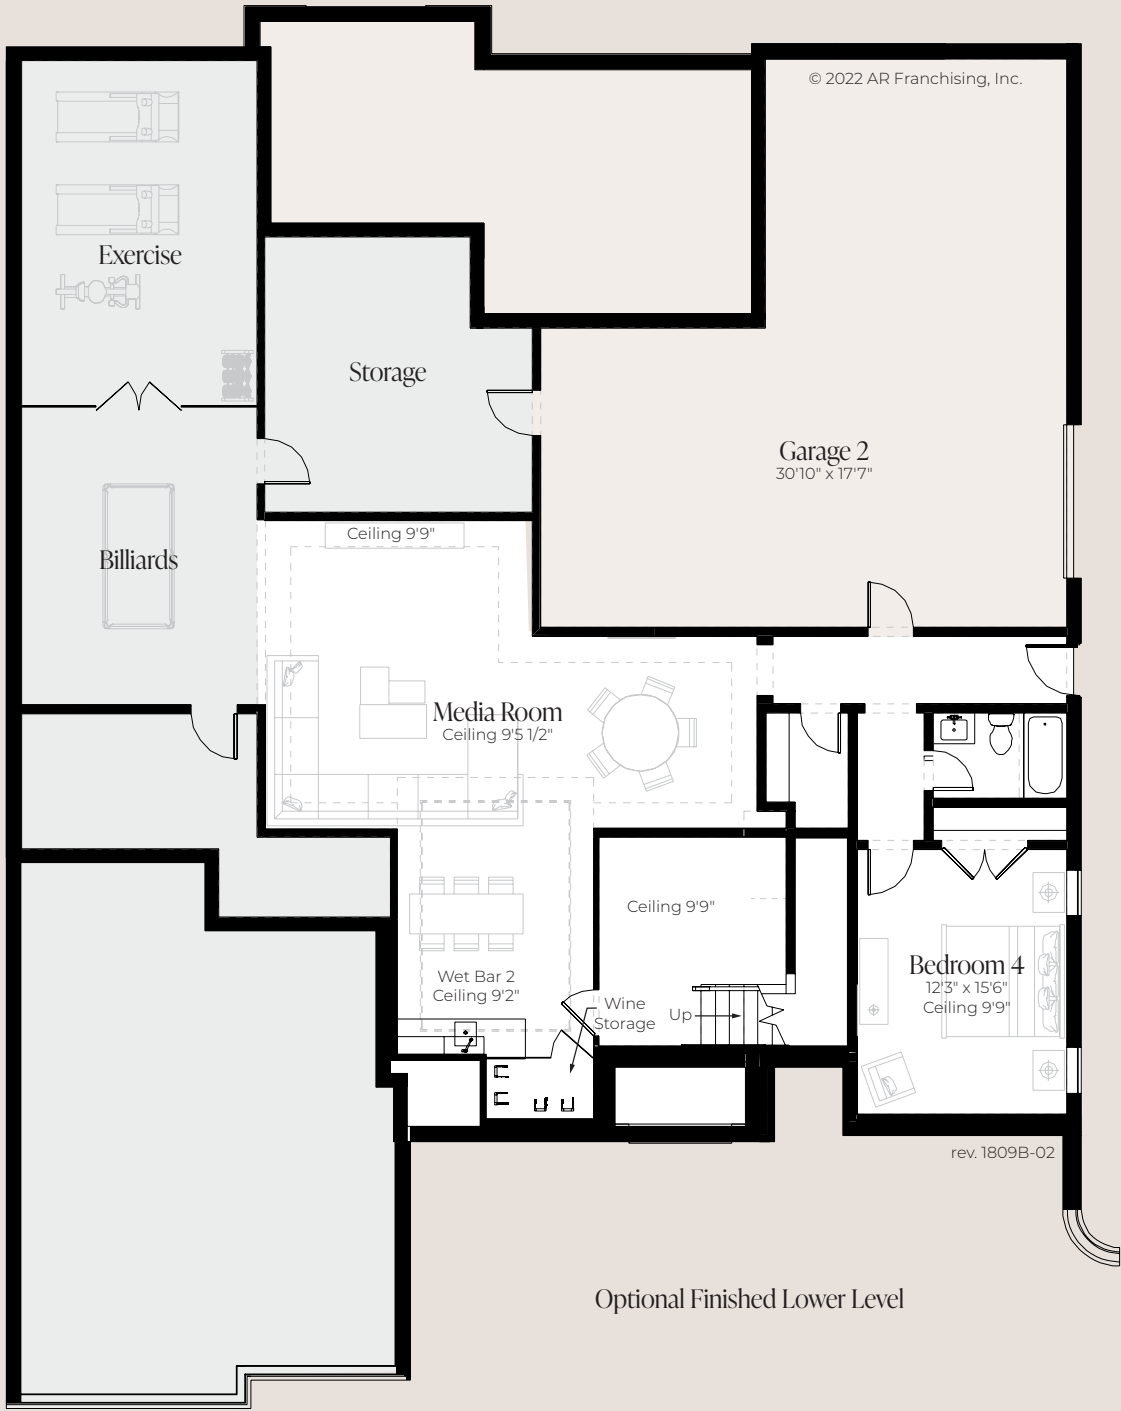 © 2022 AR Franchising, Inc.
Exercise
Storage
Garage 2
30'10" x 17'7"
Ceiling 9'9"
Billiards
Media Room
Ceiling 9'5 1/2"
Ceiling 9'9"
Bedroom 4
12'3" x 15'6"
Ceiling 9'9"
Wet Bar 2
Ceiling 9'2"
Wine
Storage
Up
rev. 1809B-02
Optional Finished Lower Level